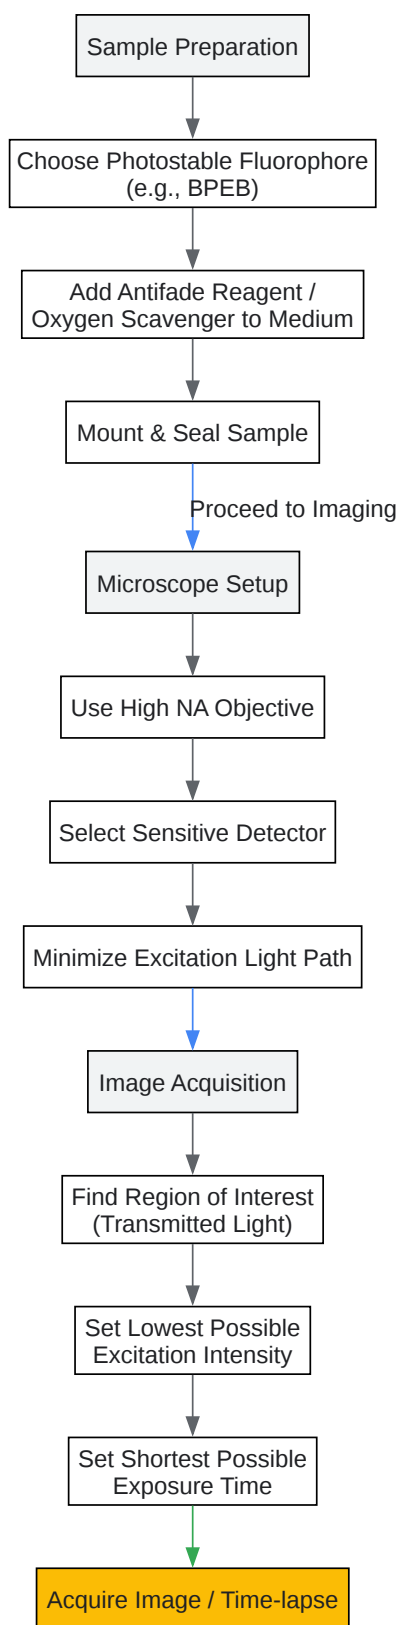 Sample Preparation
Choose Photostable Fluorophore
(e.g., BPEB)
Add Antifade Reagent /
Oxygen Scavenger to Medium
Mount & Seal Sample
Proceed to Imaging
Microscope Setup
Use High NA Objective
Select Sensitive Detector
Minimize Excitation Light Path
Image Acquisition
Find Region of Interest
(Transmitted Light)
Set Lowest Possible
Excitation Intensity
Set Shortest Possible
Exposure Time
Acquire Image / Time-lapse